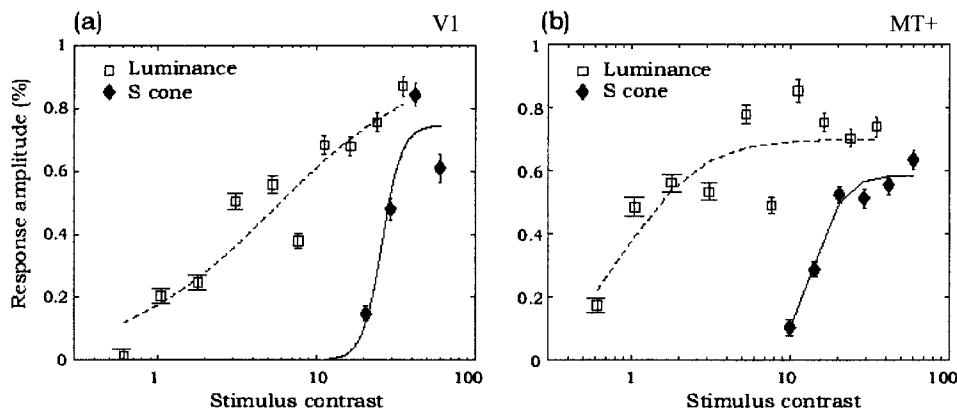 (a) V1
1
0.8
0.6
0.4
0.2
0
Luminance
S cone
Response amplitude (%)
1 10 100
Stimulus contrast
(b) MT+
1
0.8
0.6
0.4
0.2
0
Luminance
S cone
1 10 100
Stimulus contrast